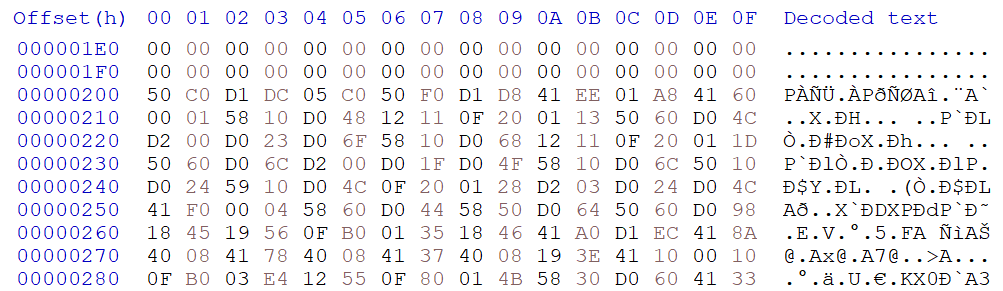 Offset(h) 00 01 02 03 04 05 06 07 08 09 0A 0B 0C 0D 0E 0F Decoded text
000001E0 00 00 00 00 00 00 00 00 00 00 00 00 00 00 00 00 ................
000001F0 00 00 00 00 00 00 00 00 00 00 00 00 00 00 00 00 ................
00000200 50 C0 D1 DC 05 C0 50 F0 D1 D8 41 EE 01 A8 41 60 PÀÑÜ.ÀPðÑØAî.¨A`
00000210 00 01 58 10 D0 48 12 11 0F 20 01 13 50 60 D0 4C ..X.ÐH... ..P`ÐL
00000220 D2 00 D0 23 D0 6F 58 10 D0 68 12 11 0F 20 01 1D Ò.Ð#ÐoX.Ðh... ..
00000230 50 60 D0 6C D2 00 D0 1F D0 4F 58 10 D0 6C 50 10 P`ÐlÒ.Ð.ÐOX.ÐlP.
00000240 D0 24 59 10 D0 4C 0F 20 01 28 D2 03 D0 24 D0 4C Ð$Y.ÐL. .(Ò.Ð$ÐL
00000250 41 F0 00 04 58 60 D0 44 58 50 D0 64 50 60 D0 98 Að..X`ÐDXPÐdP`Ð˜
00000260 18 45 19 56 0F B0 01 35 18 46 41 A0 D1 EC 41 8A .E.V.°.5.FA ÑìAŠ
00000270 40 08 41 78 40 08 41 37 40 08 19 3E 41 10 00 10 @.Ax@.A7@..>A...
00000280 0F B0 03 E4 12 55 0F 80 01 4B 58 30 D0 60 41 33 .°.ä.U.€.KX0Ð`A3